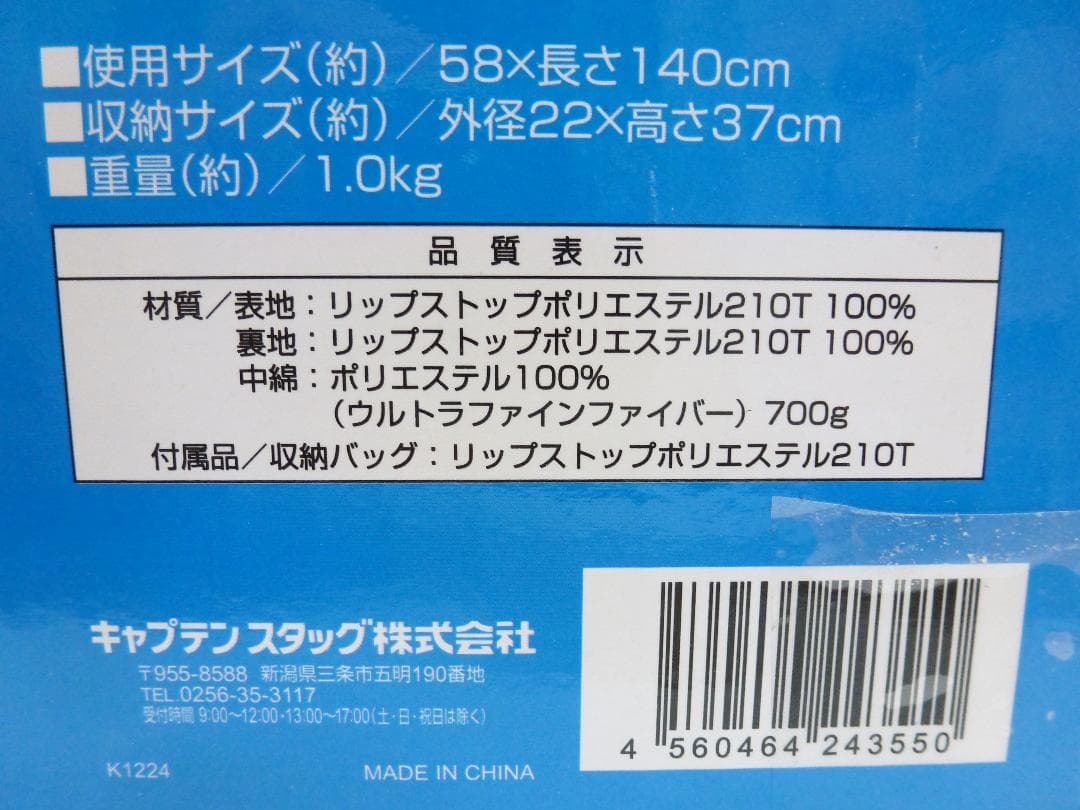 ■使用サイズ(約)/58×長さ140cm
■収納サイズ(約)/外径22×高さ37cm
■重量(約)/1.0kg
品質表示
材質/表地:リップストップポリエステル210T 100%
裏地:リップストップポリエステル210T 100%
中綿:ポリエステル100%
(ウルトラファインファイバー) 700g
付属品/収納バッグ:リップストップポリエステル210T
キャプテン スタッグ株式会社
〒955-8588 新潟県三条市五明190番地
TEL.0256-35-3117
受付時間 9:00〜12:00・13:00〜17:00(土・日・祝日は除く)
K1224 MADE IN CHINA
4 560464 243550